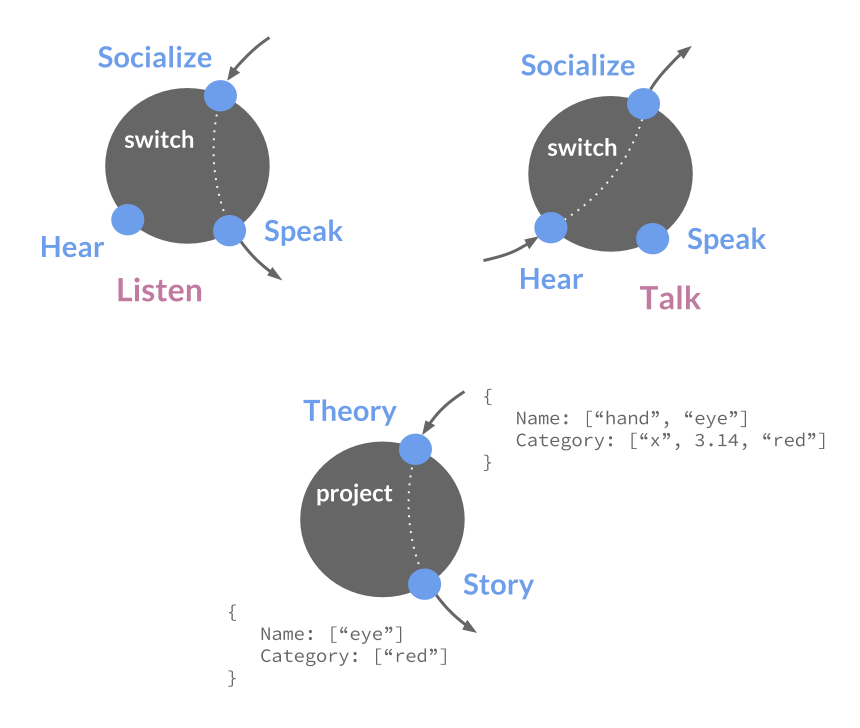 Socialize
switch
Hear
Speak
Listen
Socialize
switch
Speak
Hear
Talk
Theory
project
Story
{
Name: [“hand”, “eye”]
Category: [“x”, 3.14, “red”]
}
{
Name: [“eye”]
Category: [“red”]
}